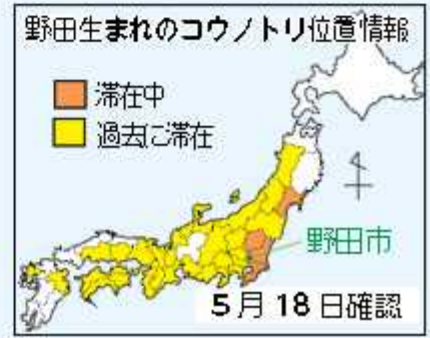 野田生まれのコウノトリ位置情報
滞在中
過去に滞在
野田市
5月18日確認